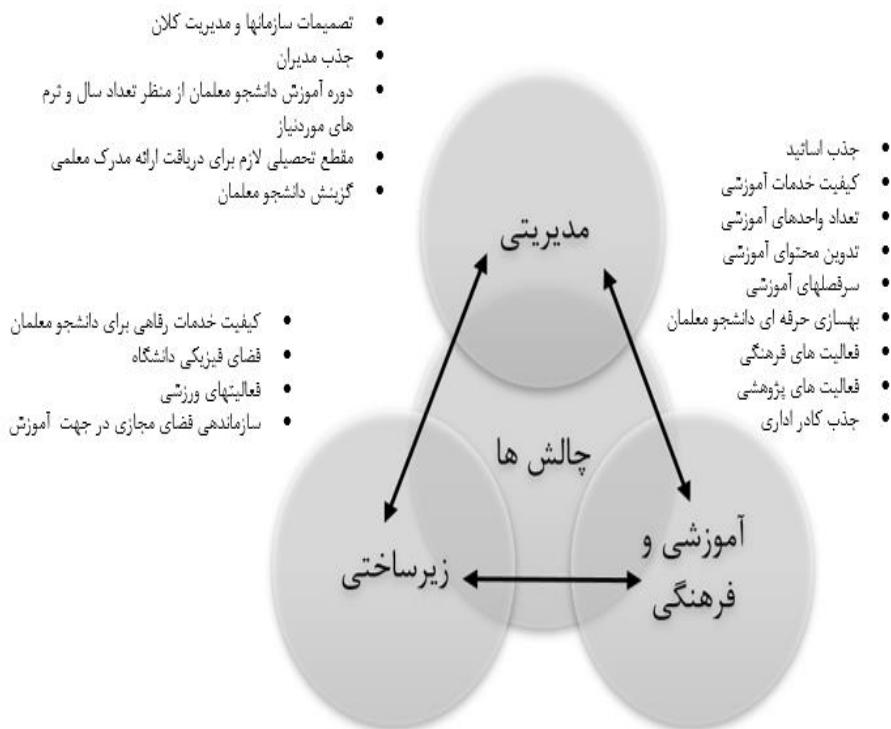 • تصمیمات سازمانها و مدیریت کلان
• جذب مدیران
• دوره آموزش دانشجو معلمان از منظر تعداد سال و ترم
های موردنیاز
• مقطع تحصیلی لازم برای دریافت ارائه مدرک معلمی
• گزینش دانشجو معلمان
• جذب اساتید
• کیفیت خدمات آموزشی
• تعداد واحدهای آموزشی
• تدوین محتوای آموزشی
• سرفصلهای آموزشی
• بهسازی حرفه ای دانشجو معلمان
• فعالیت های فرهنگی
• فعالیت های پژوهشی
• جذب کادر اداری
• کیفیت خدمات رفاهی برای دانشجو معلمان
• فضای فیزیکی دانشگاه
• فعالیتهای ورزشی
• سازماندهی فضای مجازی در جهت آموزش
مدیریتی
چالش ها
آموزشی و
فرهنگی
زیرساختی